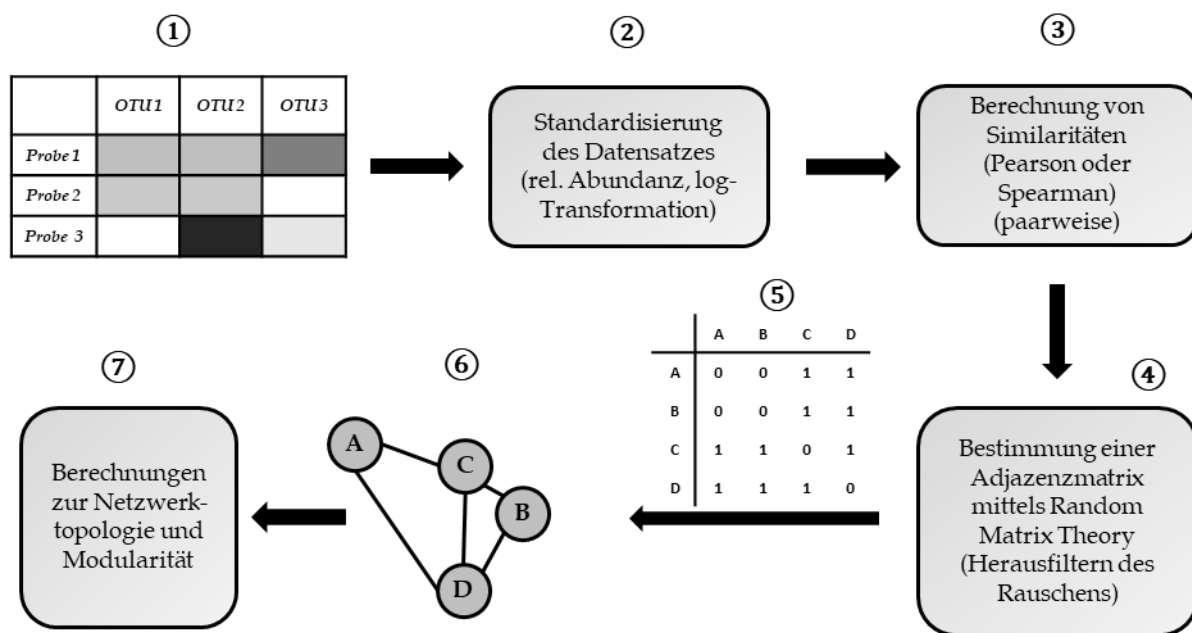 ①
OTU1 OTU2 OTU3
Probe 1
Probe 2
Probe 3
②
Standardisierung
des Datensatzes
(rel. Abundanz, log-
Transformation)
③
Berechnung von
Similaritäten
(Pearson oder
Spearman)
(paarweise)
④
Bestimmung einer
Adjazenzmatrix
mittels Random
Matrix Theory
(Herausfiltern des
Rauschens)
⑤
A B C D
A 0 0 1 1
B 0 0 1 1
C 1 1 0 1
D 1 1 1 0
⑥
A
C
B
D
⑦
Berechnungen
zur Netzwerk-
topologie und
Modularität